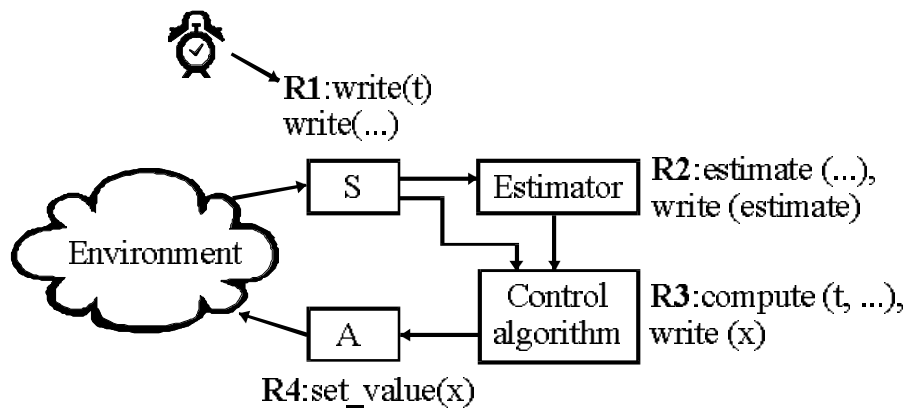 R1:write(t)
write(...)
S
Estimator
R2:estimate (...),
write (estimate)
Environment
Control
algorithm
R3:compute (t, ...),
write (x)
A
R4:set_value(x)